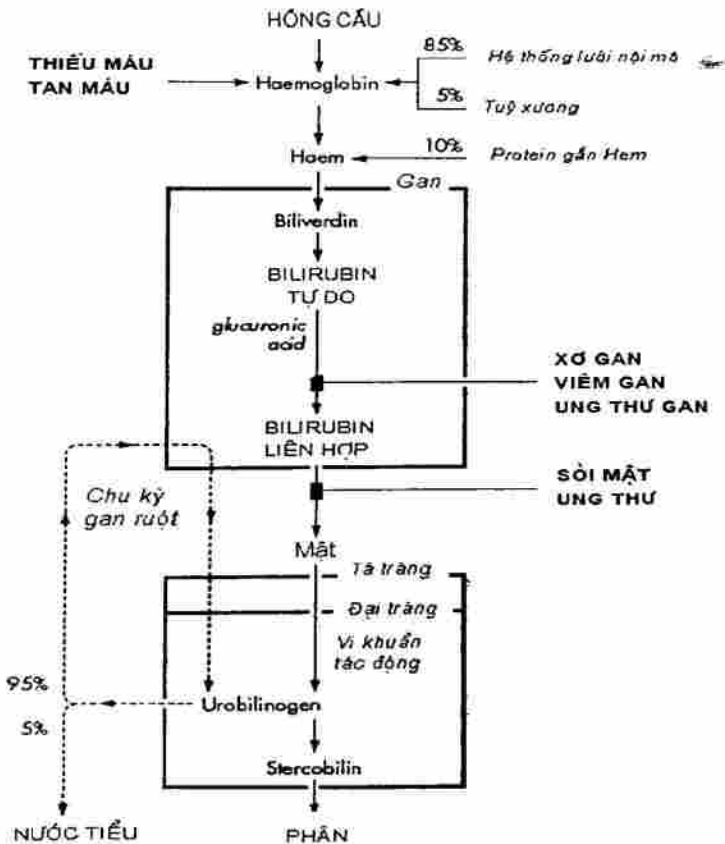 HỒNG CẦU
85%
Hệ thống lưới nội mô
THIẾU MÁU
TAN MÁU
Haemoglobin
5%
Tuỷ xương
Haem
10%
Protein gắn Hem
Gan
Biliverdin
BILIRUBIN
TỰ DO
glucuronic
acid
XƠ GAN
VIÊM GAN
UNG THƯ GAN
BILIRUBIN
LIÊN HỢP
SỎI MẬT
UNG THƯ
Chu kỳ
gan ruột
Mật
Tá tràng
Đại tràng
Vi khuẩn
tác động
95%
Urobilinogen
5%
Stercobilin
NƯỚC TIỂU
PHÂN